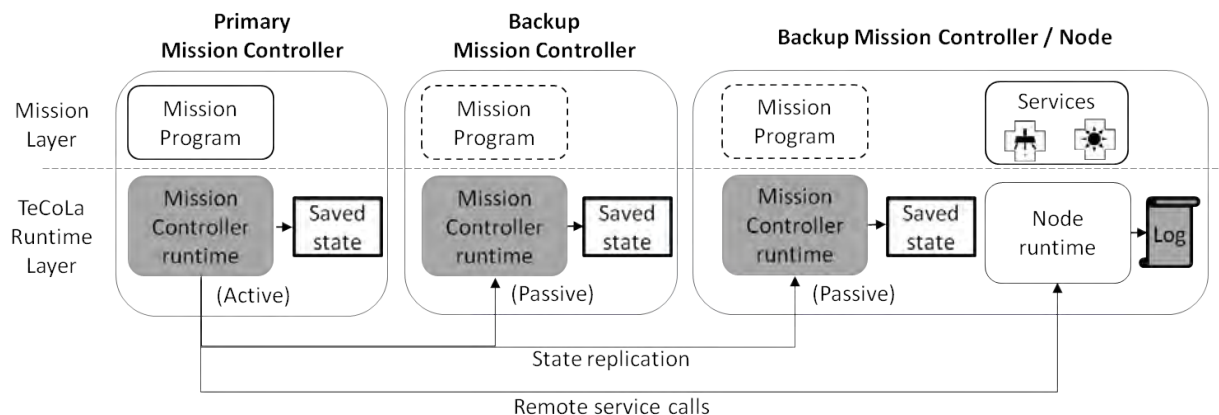 Primary
Mission Controller
Backup
Mission Controller
Backup Mission Controller / Node
Mission
Layer
Mission
Program
Mission
Program
Mission
Program
Services
TeCoLa
Runtime
Layer
Mission
Controller
runtime
Saved
state
Mission
Controller
runtime
Saved
state
Mission
Controller
runtime
Saved
state
Node
runtime
Log
(Active)
(Passive)
(Passive)
State replication
Remote service calls